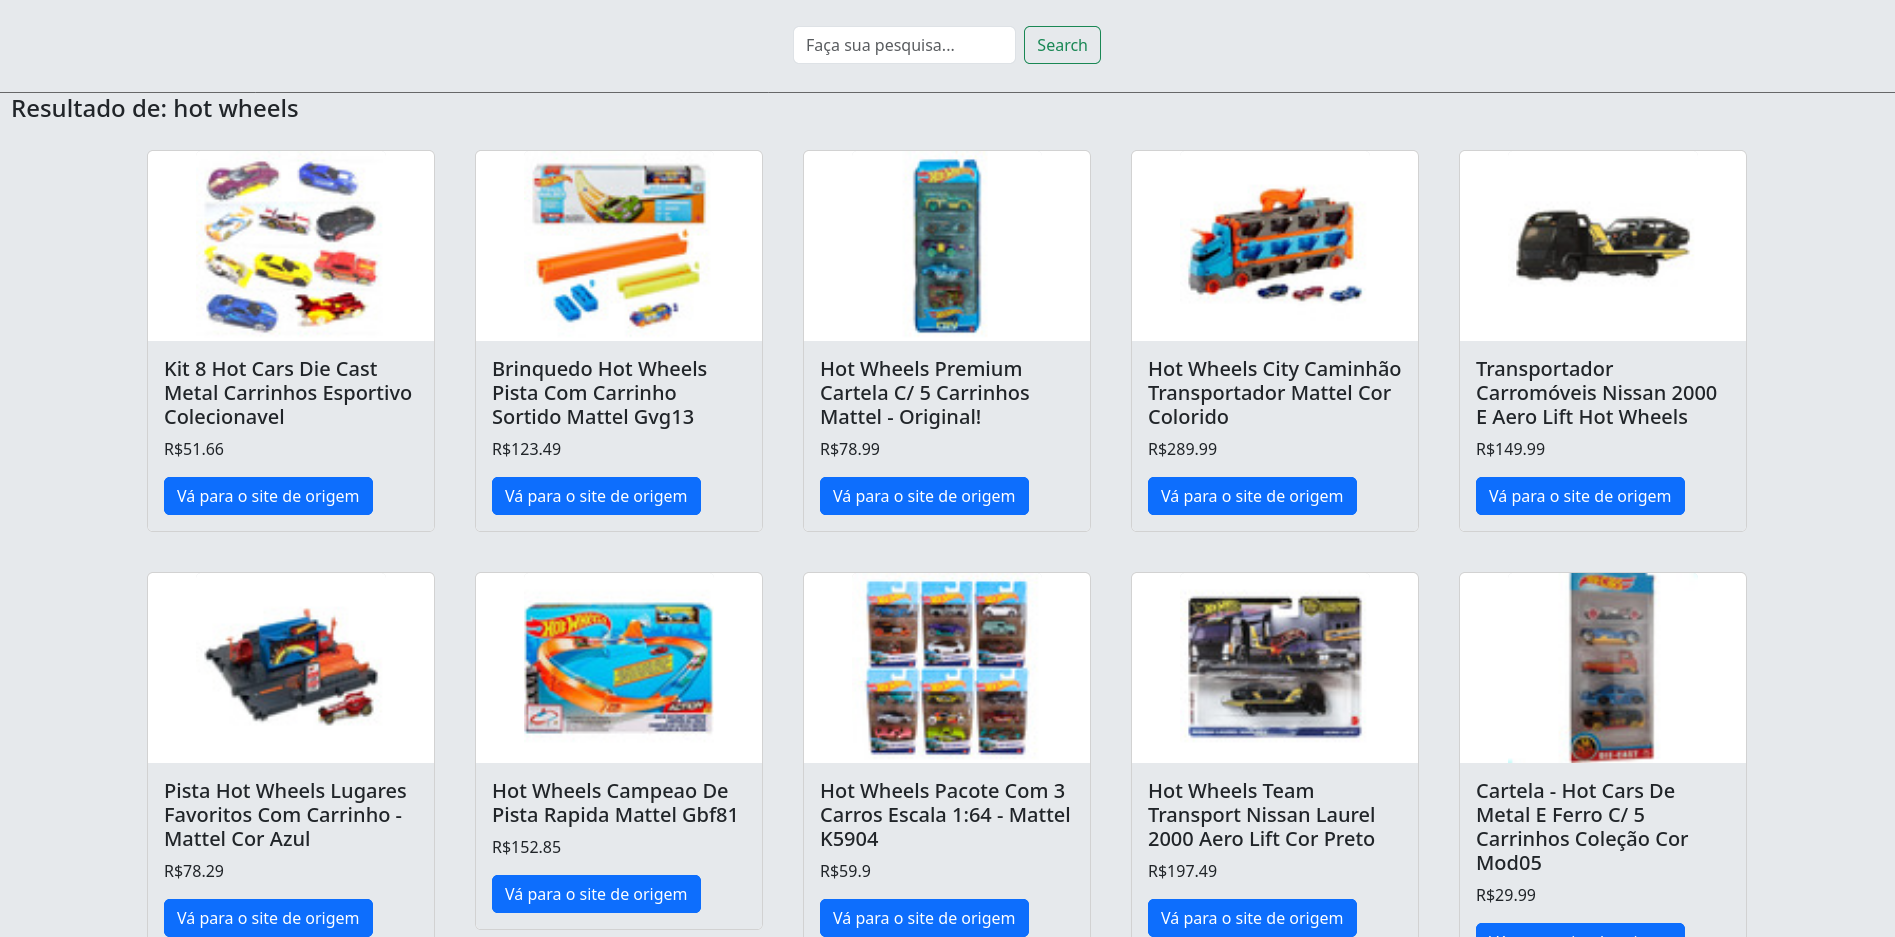 Faça sua pesquisa...
Search
Resultado de: hot wheels
Kit 8 Hot Cars Die Cast
Metal Carrinhos Esportivo
Colecionavel
R$51.66
Vá para o site de origem
Brinquedo Hot Wheels
Pista Com Carrinho
Sortido Mattel Gvg13
R$123.49
Vá para o site de origem
Hot Wheels Premium
Cartela C/ 5 Carrinhos
Mattel - Original!
R$78.99
Vá para o site de origem
Hot Wheels City Caminhão
Transportador Mattel Cor
Colorido
R$289.99
Vá para o site de origem
Transportador
Carromóveis Nissan 2000
E Aero Lift Hot Wheels
R$149.99
Vá para o site de origem
HOT WHEELS
ACTION
Pista Hot Wheels Lugares
Favoritos Com Carrinho -
Mattel Cor Azul
R$78.29
Vá para o site de origem
Hot Wheels Campeao De
Pista Rapida Mattel Gbf81
R$152.85
Vá para o site de origem
Hot Wheels Pacote Com 3
Carros Escala 1:64 - Mattel
K5904
R$59.9
Vá para o site de origem
Hot Wheels Team
Transport Nissan Laurel
2000 Aero Lift Cor Preto
R$197.49
Vá para o site de origem
DIE-CAST
Cartela - Hot Cars De
Metal E Ferro C/ 5
Carrinhos Coleção Cor
Mod05
R$29.99